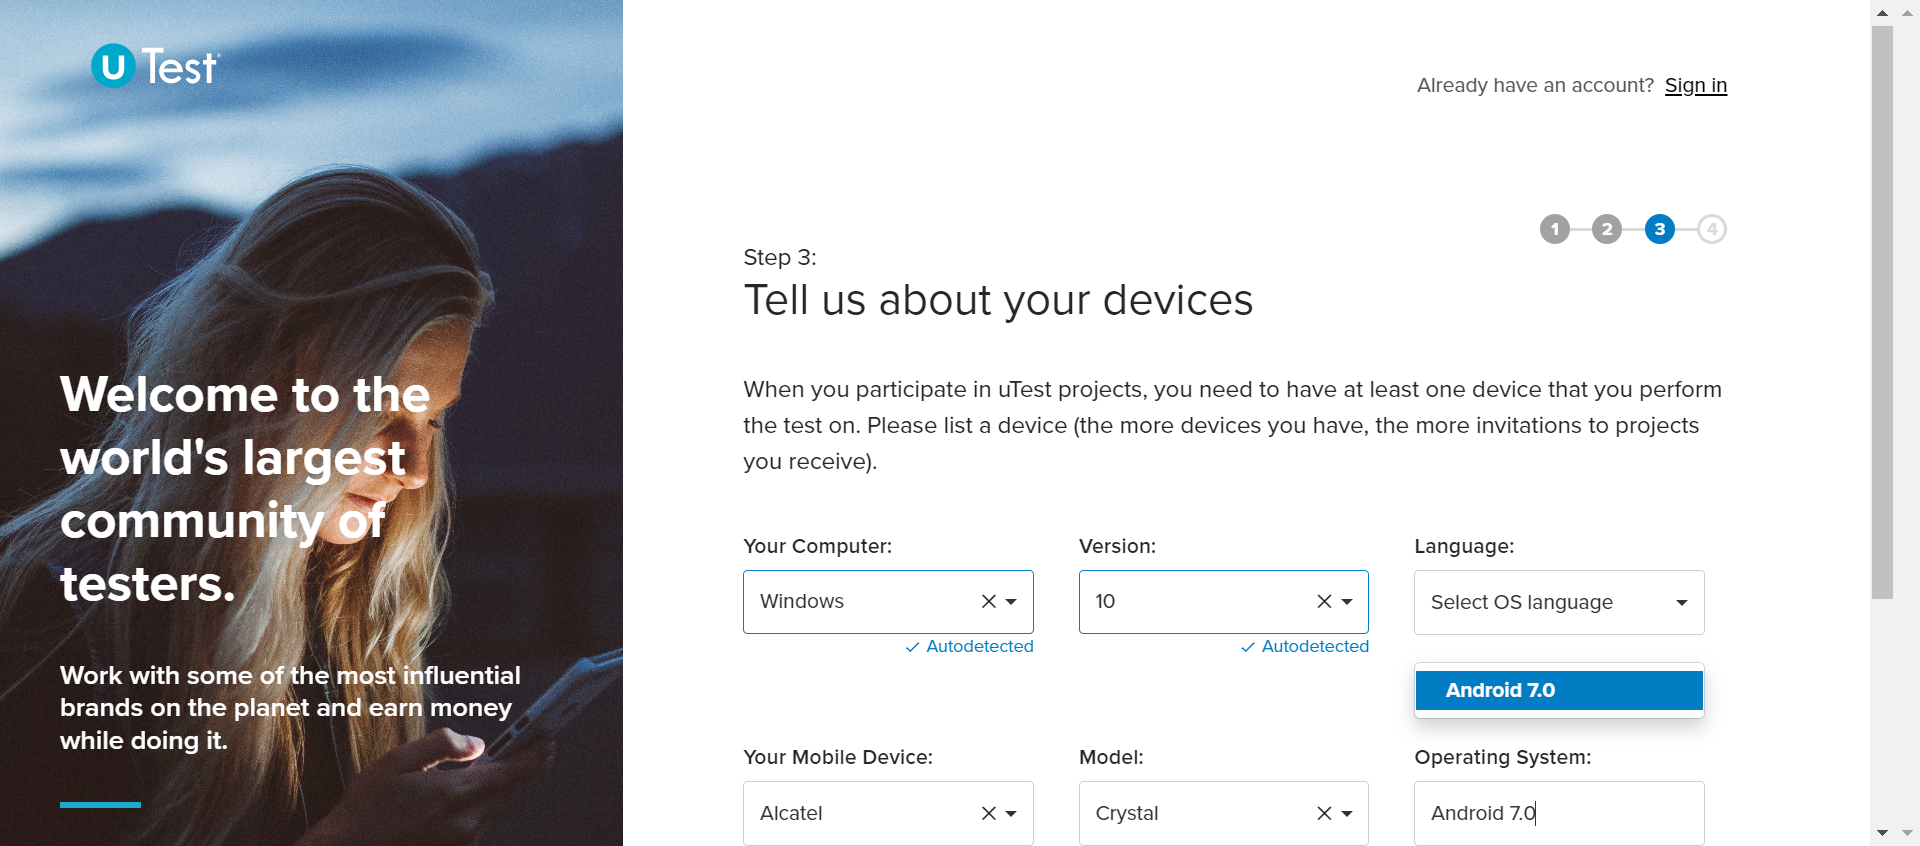 uTest
Already have an account? Sign in
1 2 3 4
Step 3:
Tell us about your devices
Welcome to the
world's largest
community of
testers.
Work with some of the most influential
brands on the planet and earn money
while doing it.
When you participate in uTest projects, you need to have at least one device that you perform
the test on. Please list a device (the more devices you have, the more invitations to projects
you receive).
Your Computer: Version: Language:
Windows 10 Select OS language
Autodetected Autodetected
Android 7.0
Your Mobile Device: Model: Operating System:
Alcatel Crystal Android 7.0